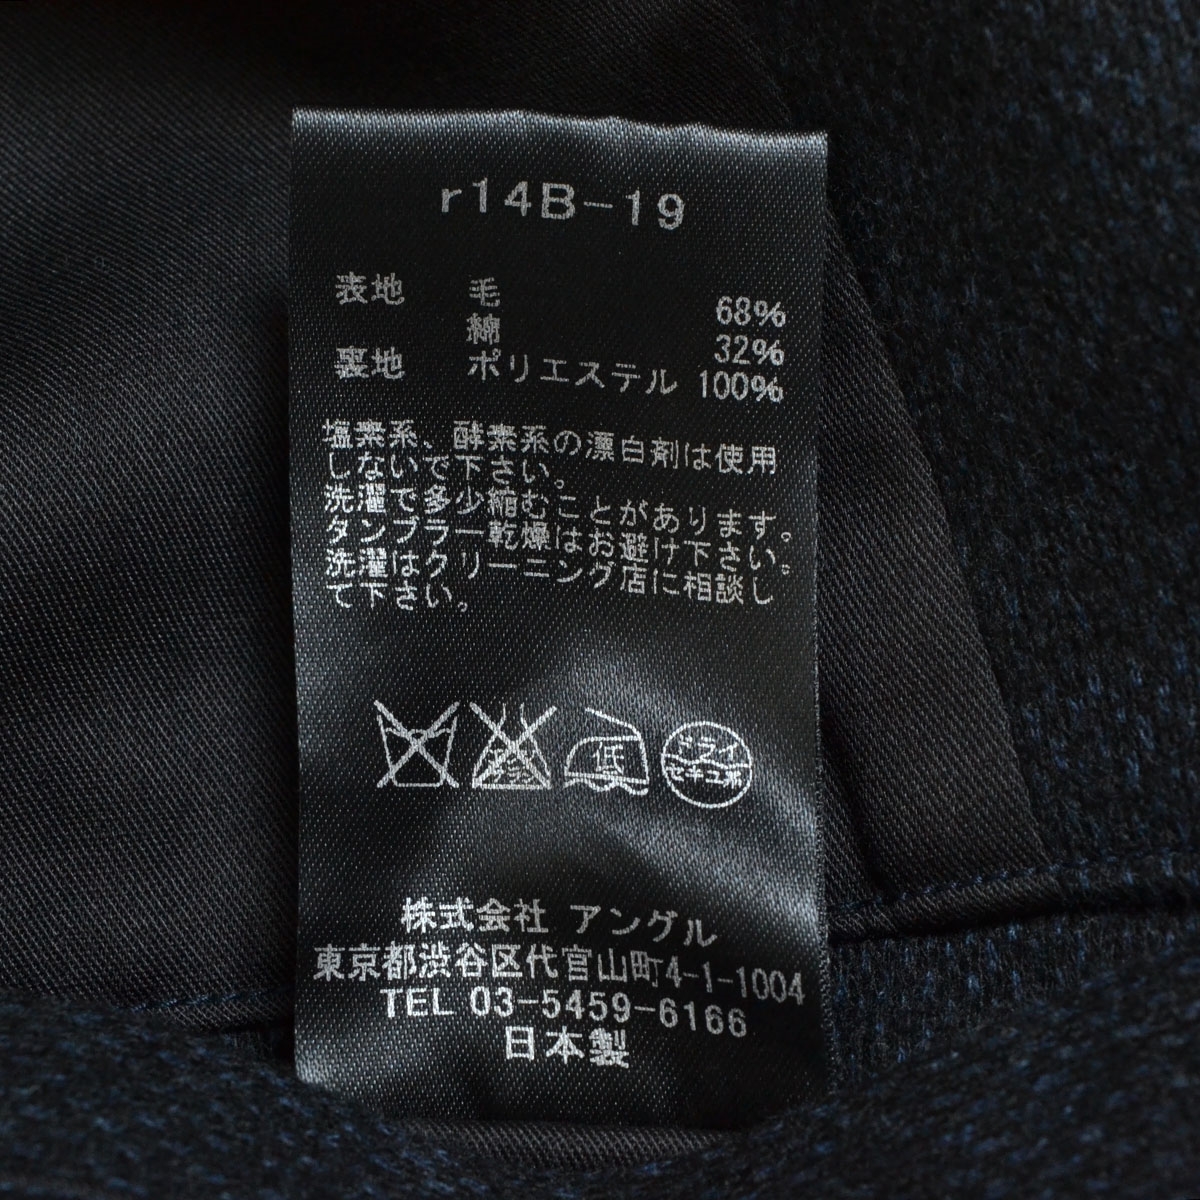 r14B-19
表地 毛 68%
綿 32%
裏地 ポリエステル 100%
塩素系、酵素系の漂白剤は使用
しないで下さい。
洗濯で多少縮むことがあります。
タンブラー乾燥はお避け下さい。
洗濯はクリーニング店に相談し
て下さい。
低
ドライ
セキユ系
株式会社 アングル
東京都渋谷区代官山町4-1-1004
TEL 03-5459-6166
日本製